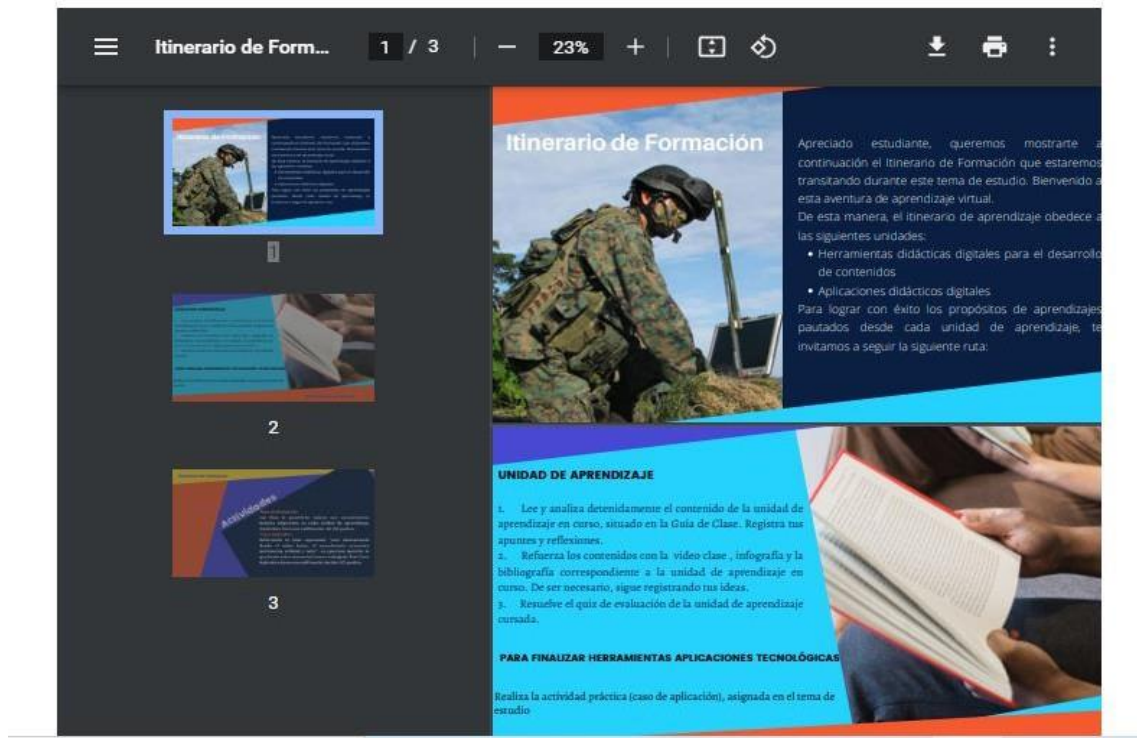 Itinerario de Form...
1 / 3
23%
1
2
3
Itinerario de Formación
Apreciado estudiante, queremos mostrarte a
continuación el Itinerario de Formación que estaremos
transitando durante este tema de estudio. Bienvenido a
esta aventura de aprendizaje virtual.
De esta manera, el itinerario de aprendizaje obedece a
las siguientes unidades:
• Herramientas didácticas digitales para el desarrollo
de contenidos
• Aplicaciones didácticos digitales
Para lograr con éxito los propósitos de aprendizajes
pautados desde cada unidad de aprendizaje, te
invitamos a seguir la siguiente ruta:
UNIDAD DE APRENDIZAJE
1. Lee y analiza detenidamente el contenido de la unidad de
aprendizaje en curso, situado en la Guía de Clase. Registra tus
apuntes y reflexiones.
2. Refuerza los contenidos con la video clase , infografía y la
bibliografía correspondiente a la unidad de aprendizaje en
curso. De ser necesario, sigue registrando tus ideas.
3. Resuelve el quiz de evaluación de la unidad de aprendizaje
cursada.
PARA FINALIZAR HERRAMIENTAS APLICACIONES TECNOLÓGICAS
Realiza la actividad práctica (caso de aplicación), asignada en el tema de
estudio
Actividades